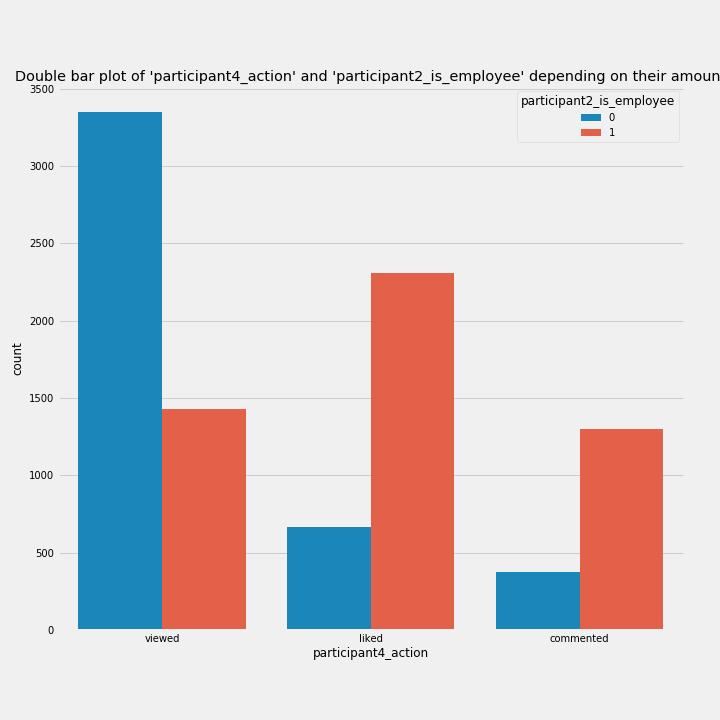 Double bar plot of 'participant4_action' and 'participant2_is_employee' depending on their amoun
participant2_is_employee
0
1
3500
3000
2500
2000
1500
1000
500
0
count
viewed
liked
commented
participant4_action